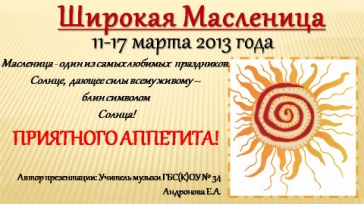 Широкая Масленица
11-17 марта 2013 года
Масленица - один из самых любимых праздников.
Солнце, дающее силы всему живому –
блин символом
Солнца!
ПРИЯТНОГО АППЕТИТА!
Автор презентации: Учитель музыки ГБС(К)ОУ № 34
Андронова Е.А.